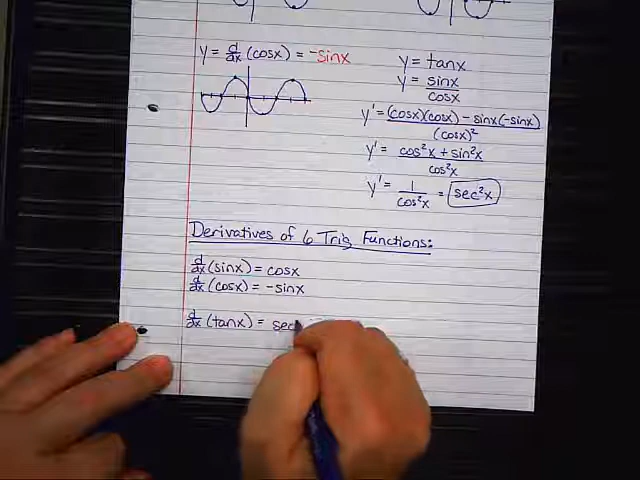 y = d/dx (cosx) = -sinx
y = tanx
y = sinx/cosx
y' = (cosx)(cosx) - sinx(-sinx)/(cosx)²
y' = cos²x + sin²x/cos²x
y' = 1/cos²x = sec²x
Derivatives of 6 Trig Functions:
d/dx (sinx) = cosx
d/dx (cosx) = -sinx
d/dx (tanx) = sec